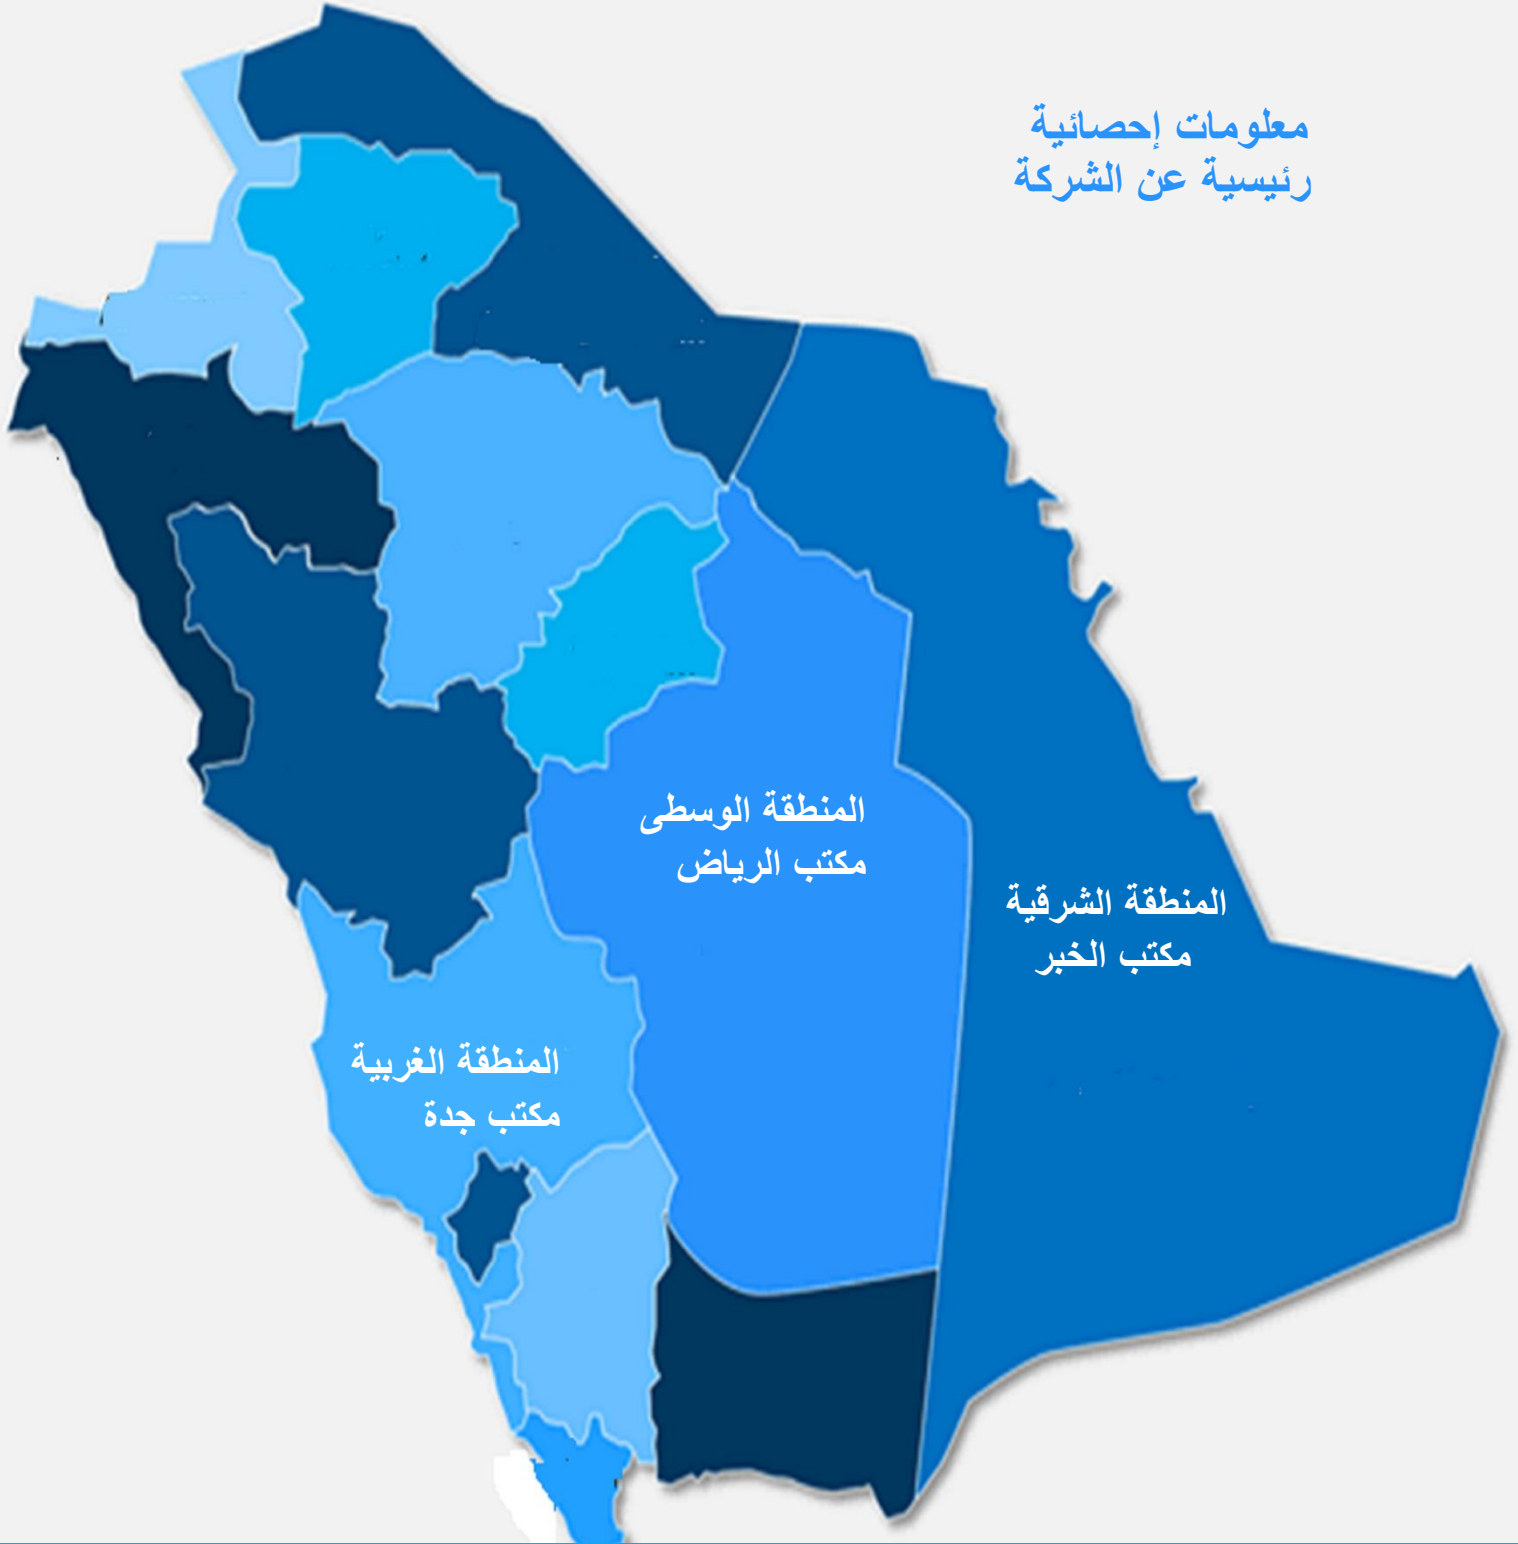 معلومات إحصائية
رئيسية عن الشركة
المنطقة الوسطى
مكتب الرياض
المنطقة الشرقية
مكتب الخبر
المنطقة الغربية
مكتب جدة